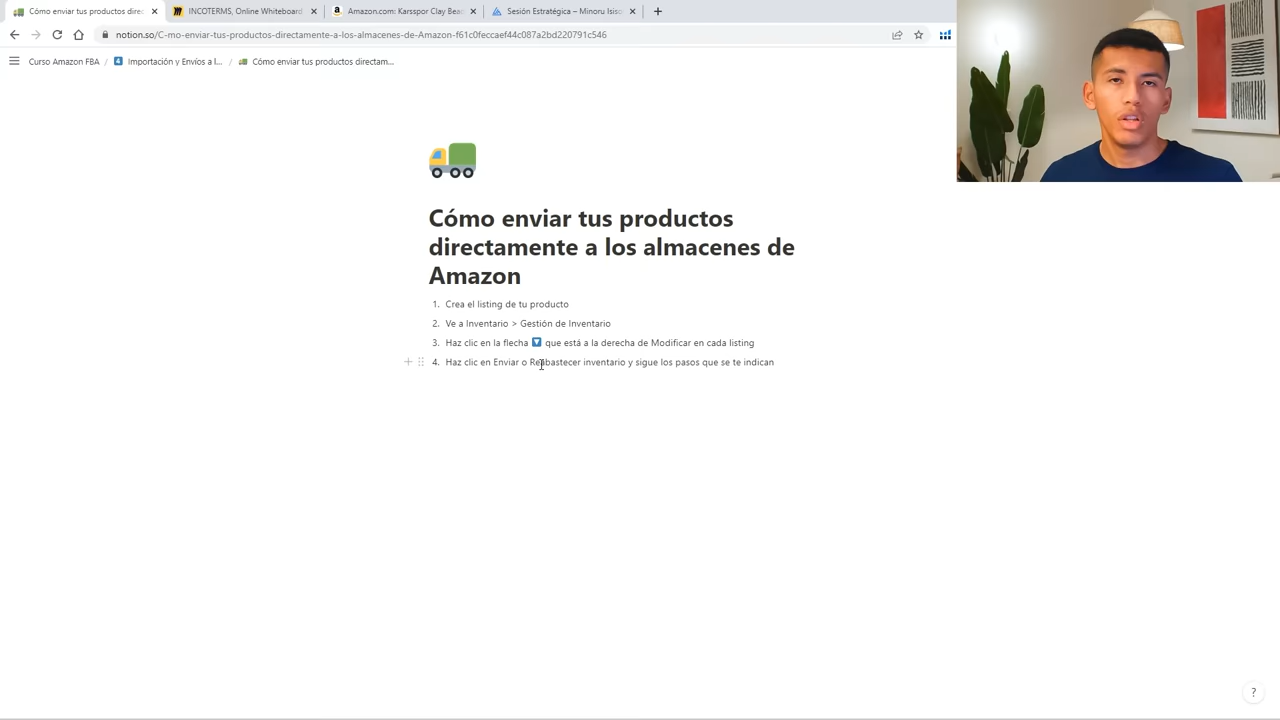 Cómo enviar tus productos direc
INCOTERMS, Online Whiteboard
Amazon.com: Karsspor Clay Bea
Sesión Estratégica – Minoru Isiso
notion.so/C-mo-enviar-tus-productos-directamente-a-los-almacenes-de-Amazon-f61c0feccaef44c087a2bd220791c546
Curso Amazon FBA / 4 Importación y Envíos a l... / Cómo enviar tus productos directam...
Cómo enviar tus productos
directamente a los almacenes de
Amazon
1. Crea el listing de tu producto
2. Ve a Inventario > Gestión de Inventario
3. Haz clic en la flecha que está a la derecha de Modificar en cada listing
4. Haz clic en Enviar o Reabastecer inventario y sigue los pasos que se te indican
?